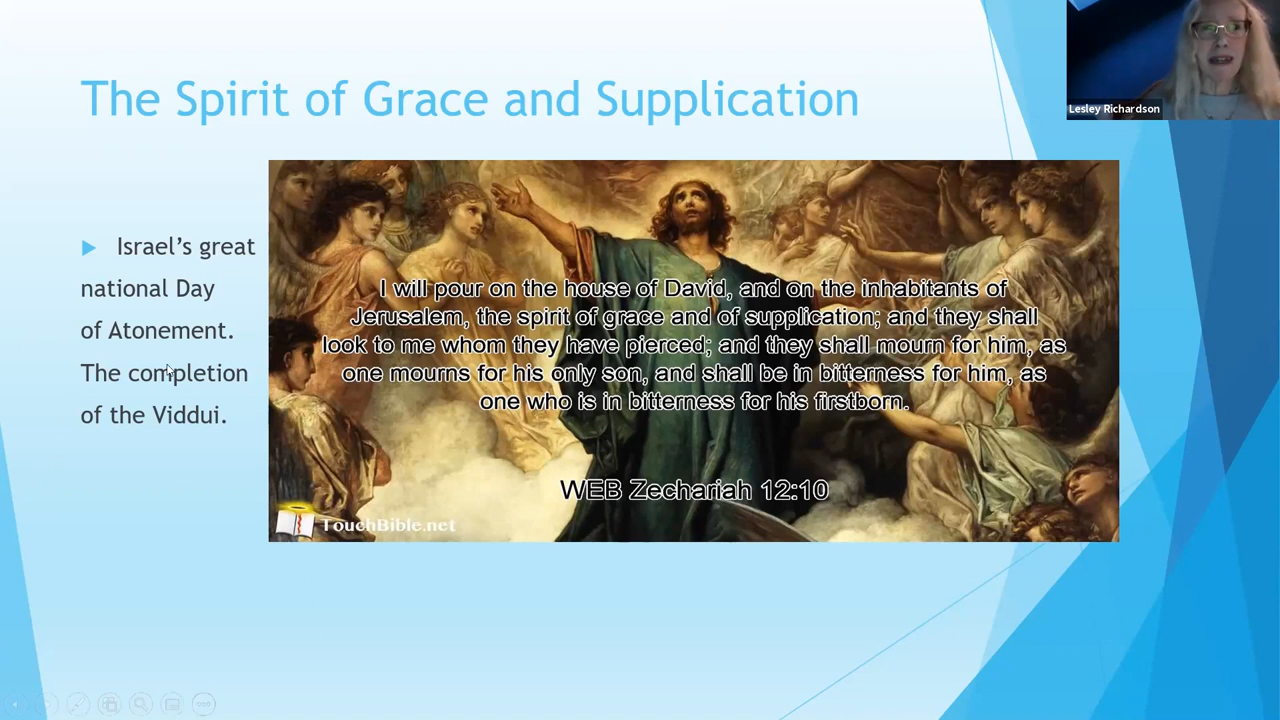 Lesley Richardson
The Spirit of Grace and Supplication
Israel’s great
national Day
of Atonement.
The completion
of the Viddui.
I will pour on the house of David, and on the inhabitants of
Jerusalem, the spirit of grace and of supplication; and they shall
look to me whom they have pierced; and they shall mourn for him, as
one mourns for his only son, and shall be in bitterness for him, as
one who is in bitterness for his firstborn.
WEB Zechariah 12:10
TouchBible.net